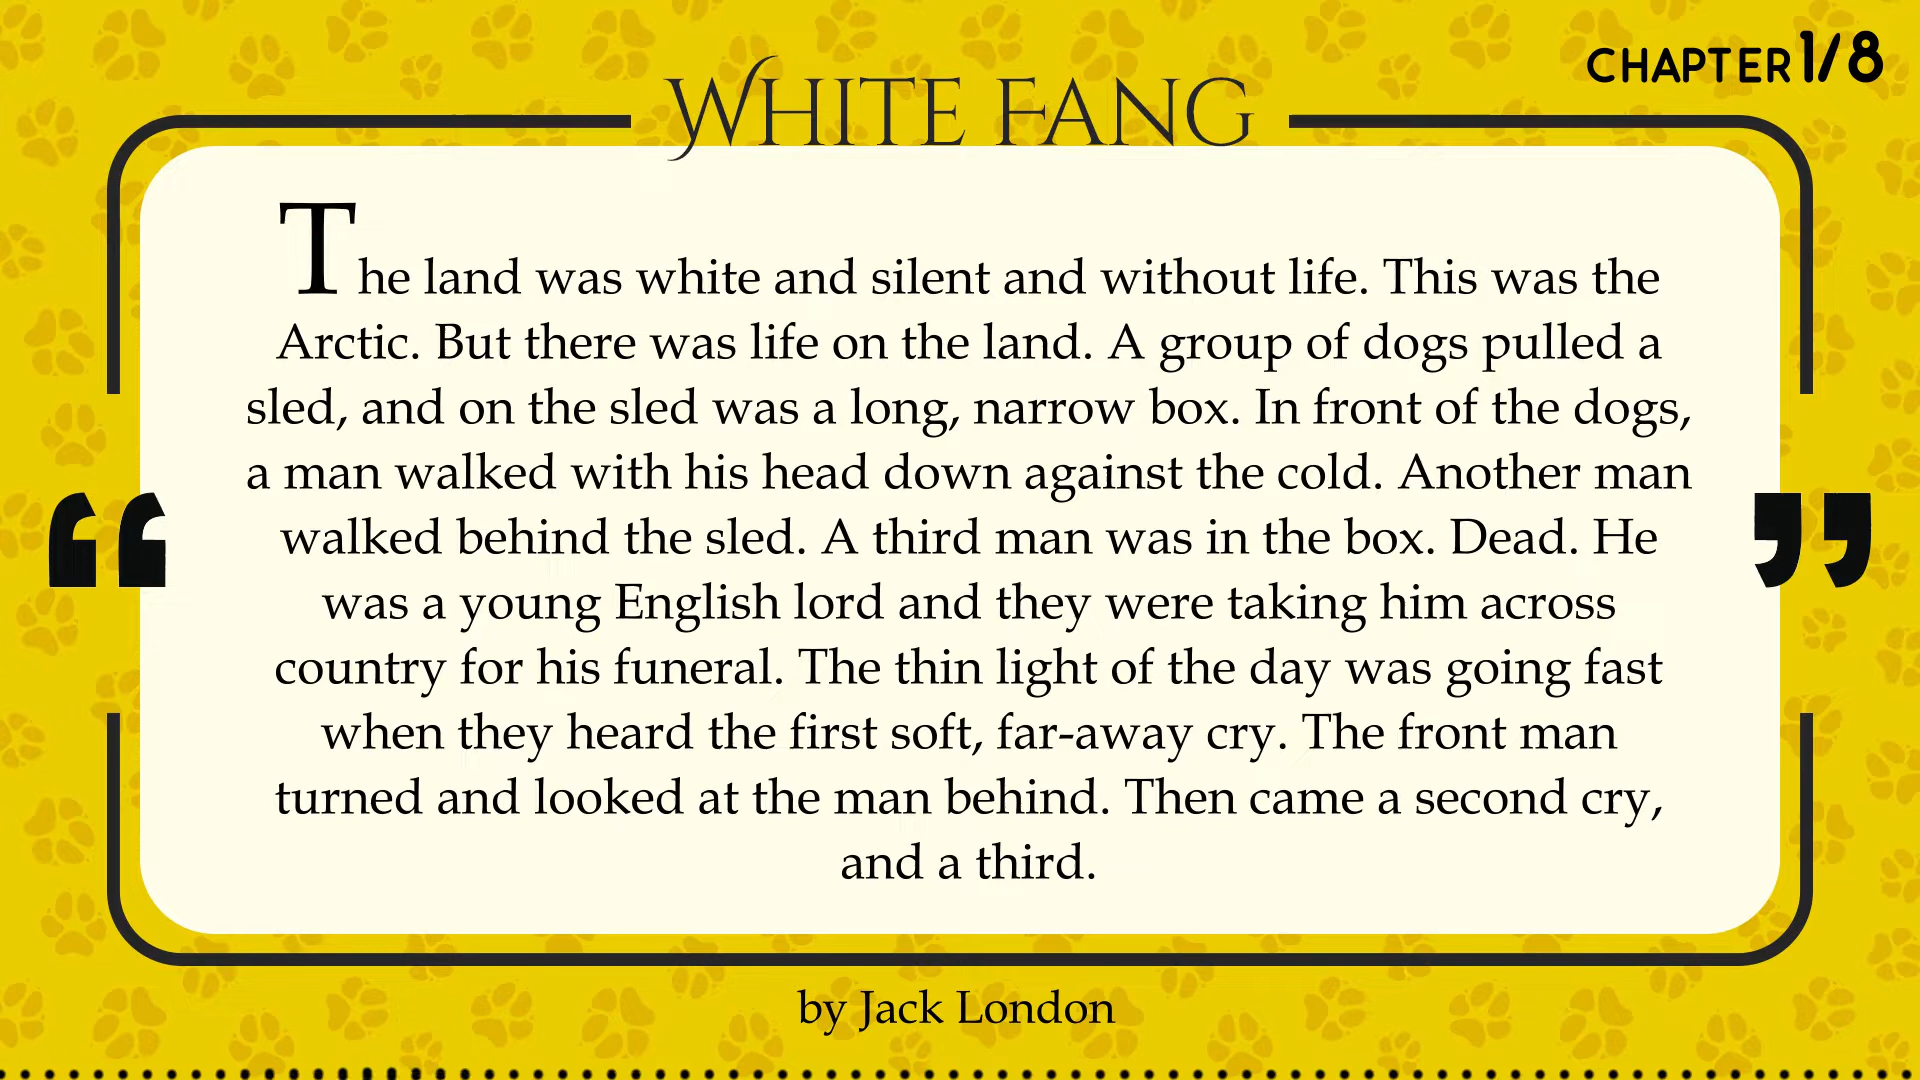 CHAPTER 1/8
WHITE FANG
The land was white and silent and without life. This was the
Arctic. But there was life on the land. A group of dogs pulled a
sled, and on the sled was a long, narrow box. In front of the dogs,
a man walked with his head down against the cold. Another man
walked behind the sled. A third man was in the box. Dead. He
was a young English lord and they were taking him across
country for his funeral. The thin light of the day was going fast
when they heard the first soft, far-away cry. The front man
turned and looked at the man behind. Then came a second cry,
and a third.
“ ”
by Jack London